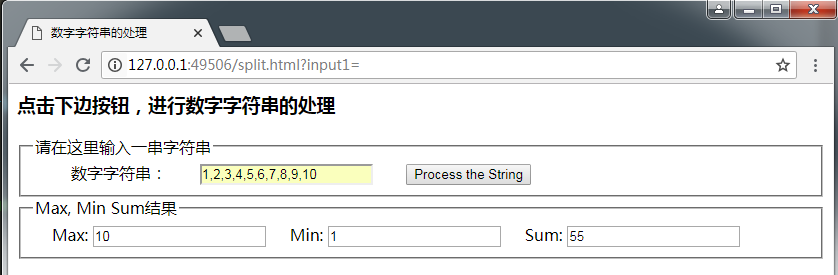 数字字符串的处理
127.0.0.1:49506/split.html?input1=
点击下边按钮，进行数字字符串的处理
请在这里输入一串字符串
数字字符串： 1,2,3,4,5,6,7,8,9,10 Process the String
Max, Min Sum结果
Max: 10 Min: 1 Sum: 55